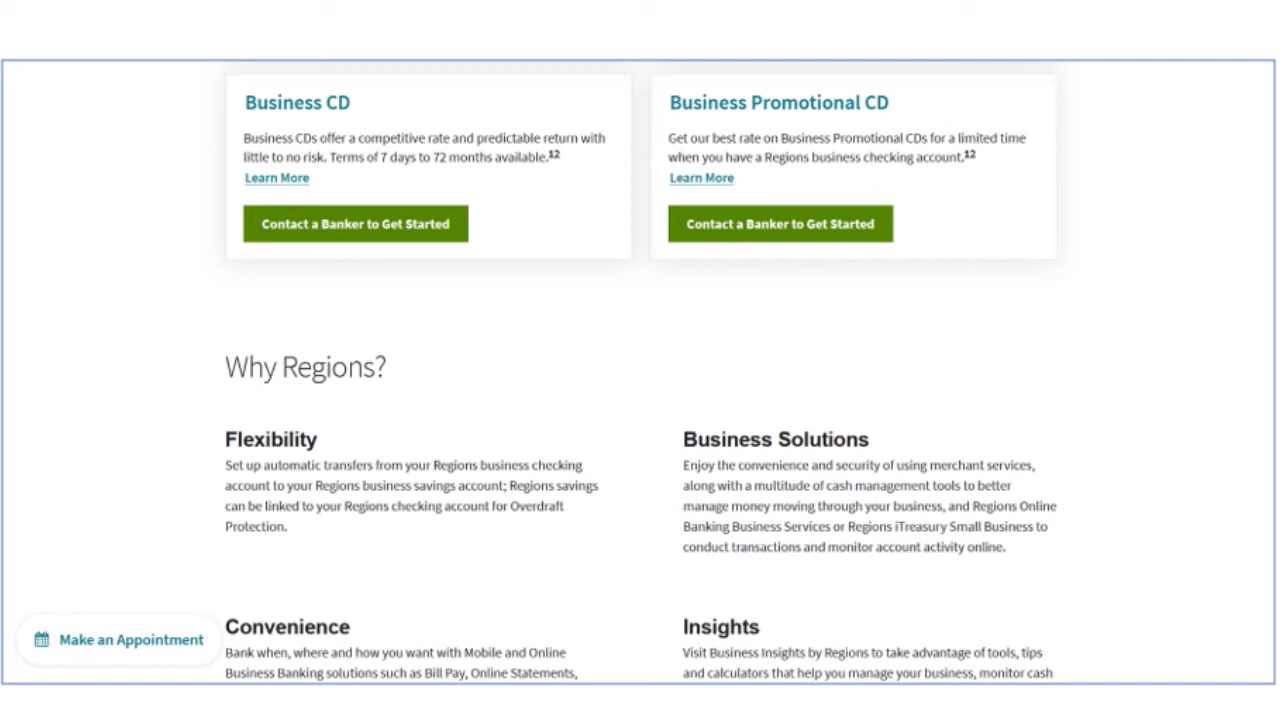 Business CD
Business CDs offer a competitive rate and predictable return with
little to no risk. Terms of 7 days to 72 months available.12
Learn More
Contact a Banker to Get Started
Business Promotional CD
Get our best rate on Business Promotional CDs for a limited time
when you have a Regions business checking account.12
Learn More
Contact a Banker to Get Started
Why Regions?
Flexibility
Set up automatic transfers from your Regions business checking
account to your Regions business savings account; Regions savings
can be linked to your Regions checking account for Overdraft
Protection.
Business Solutions
Enjoy the convenience and security of using merchant services,
along with a multitude of cash management tools to better
manage money moving through your business, and Regions Online
Banking Business Services or Regions iTreasury Small Business to
conduct transactions and monitor account activity online.
Make an Appointment
Convenience
Bank when, where and how you want with Mobile and Online
Business Banking solutions such as Bill Pay, Online Statements,
Insights
Visit Business Insights by Regions to take advantage of tools, tips
and calculators that help you manage your business, monitor cash